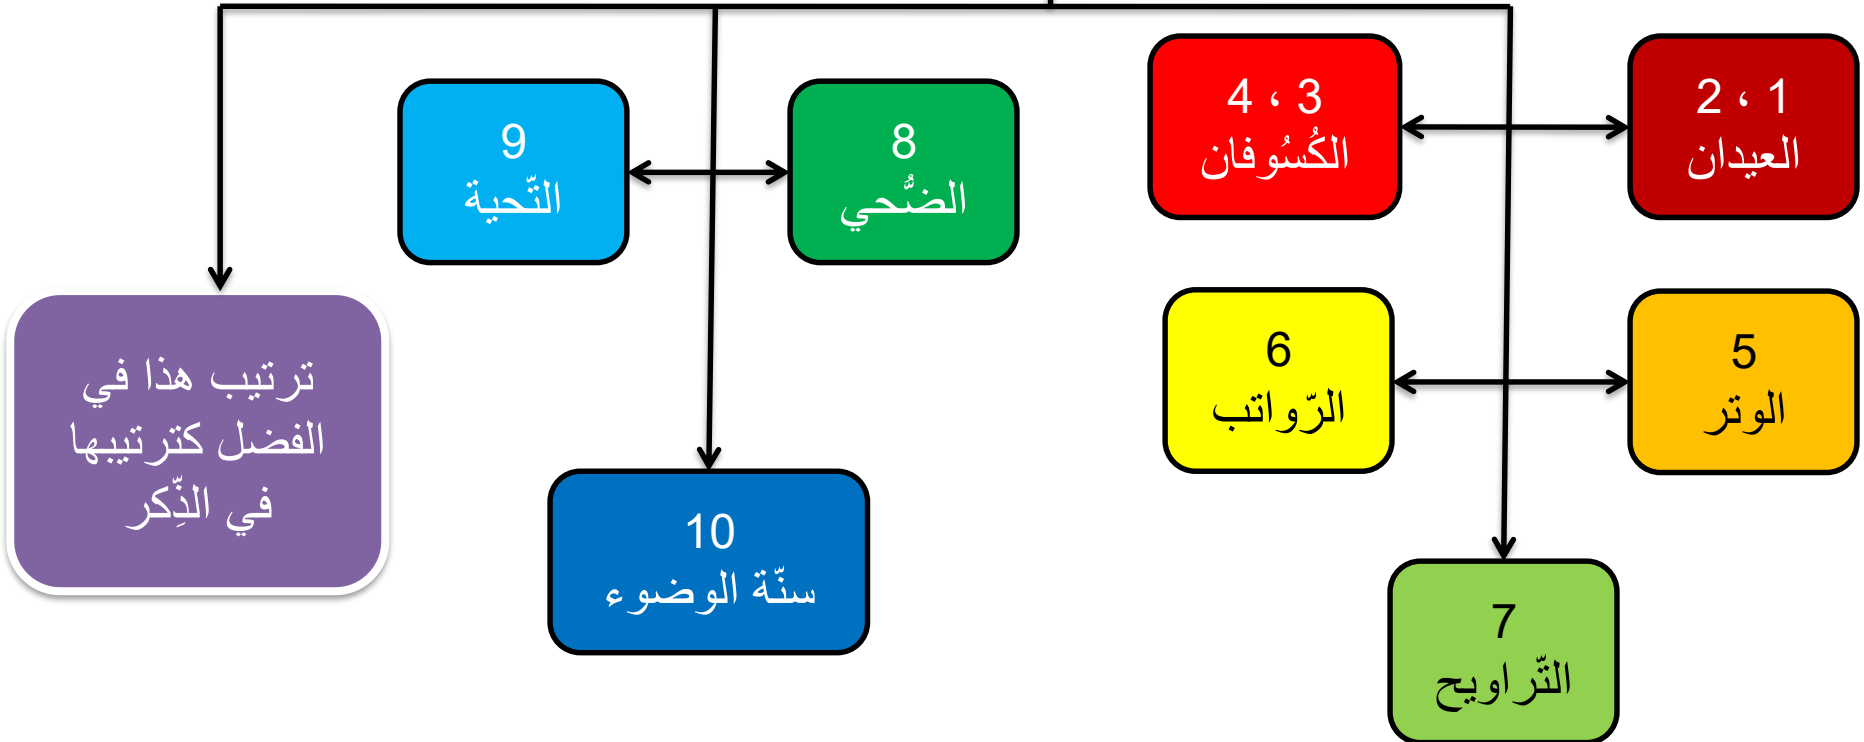 1 ، 2
العيدان
3 ، 4
الكُسُوفان
5
الوتر
6
الرّواتب
7
التّراويح
8
الضُّحي
9
التّحية
10
سنّة الوضوء
ترتيب هذا في
الفضل كترتيبها
في الذِّكر